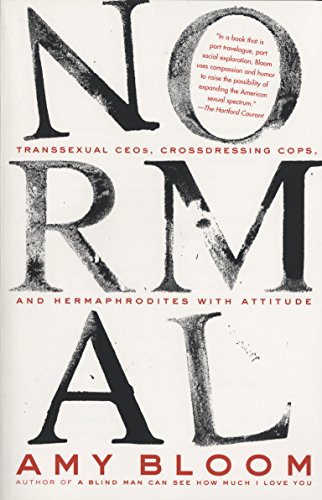 NO
"In a book that is
part travelogue, part
social exploration, Bloom
uses compassion and humor
to raise the possibility of
expanding the American
sexual spectrum."
—The Hartford Courant
TRANSSEXUAL CEOs, CROSSDRESSING COPS,
RM
AND HERMAPHRODITES WITH ATTITUDE
AL
AMY BLOOM
AUTHOR OF A BLIND MAN CAN SEE HOW MUCH I LOVE YOU